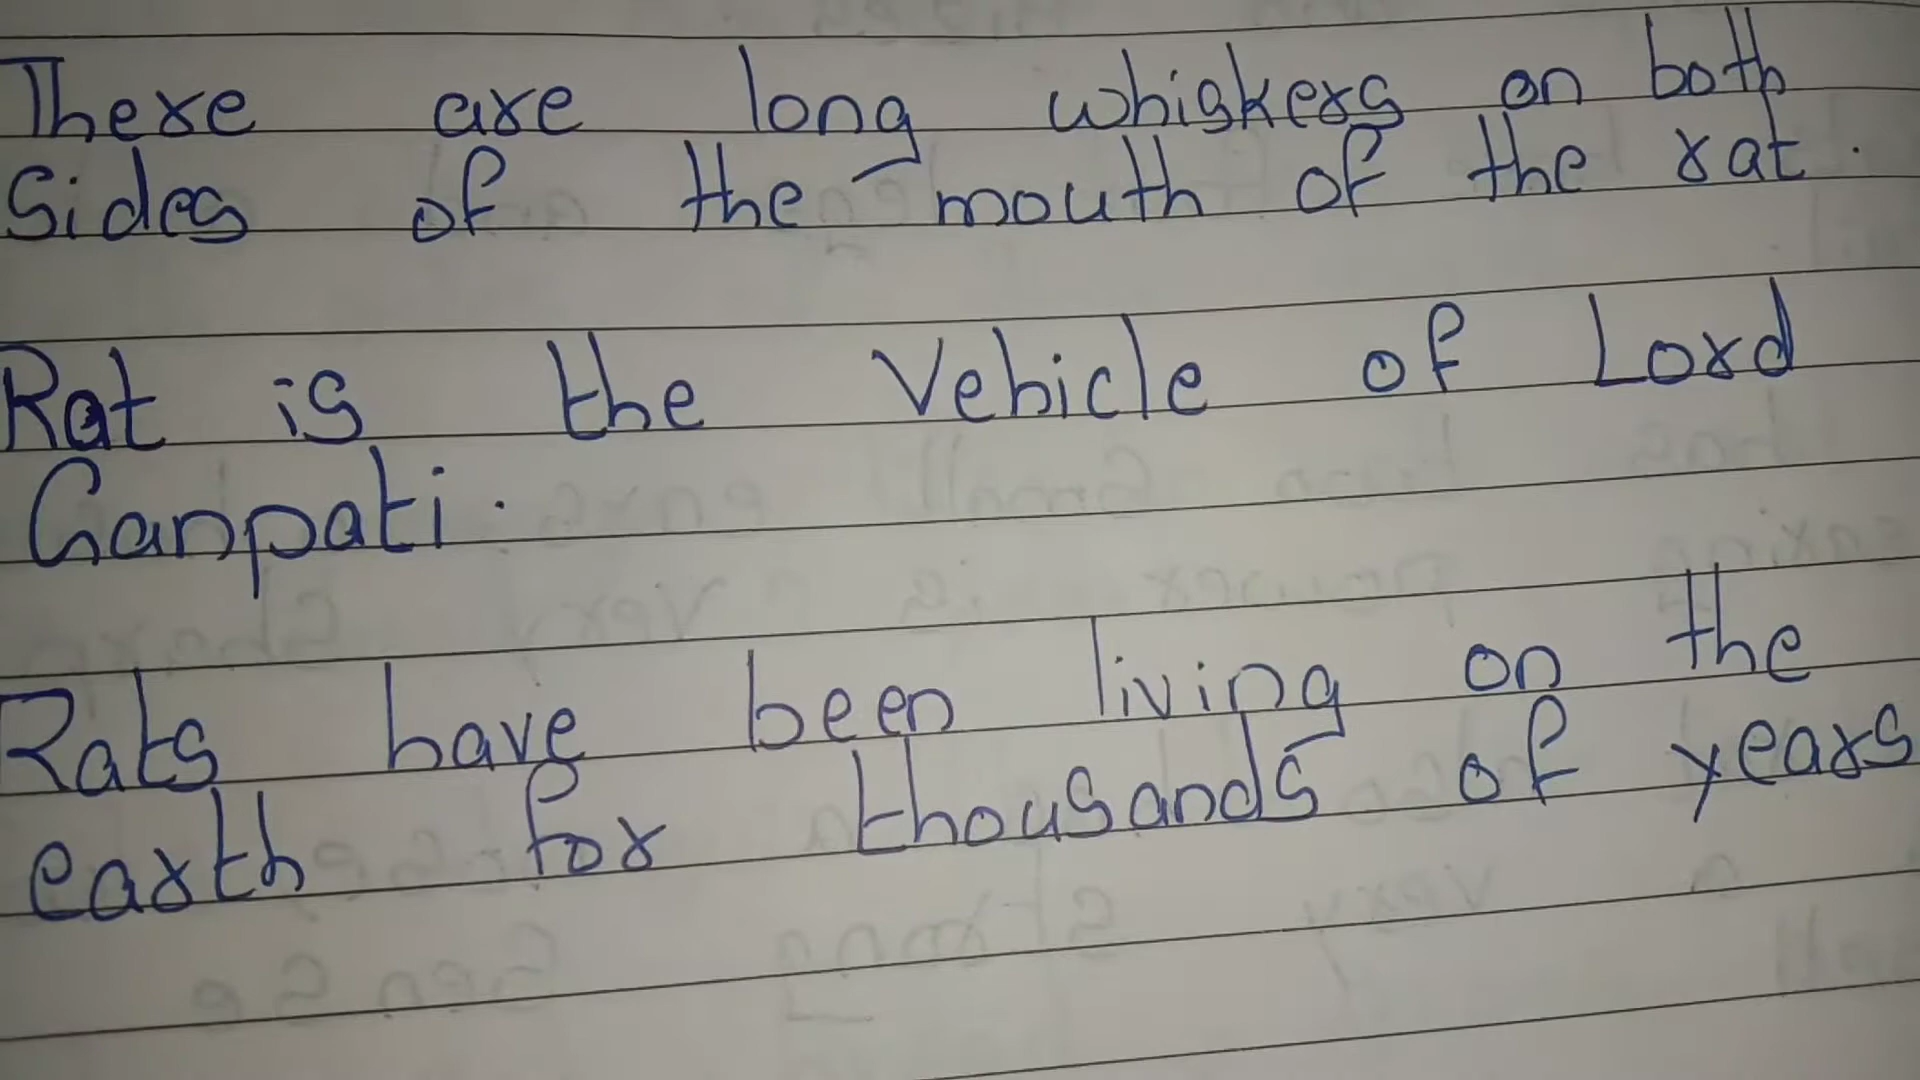 There are long whiskers on both
Sides of the mouth of the rat.
Rat is the Vehicle of Lord
Ganpati.
Rats have been living on the
earth for thousands of years